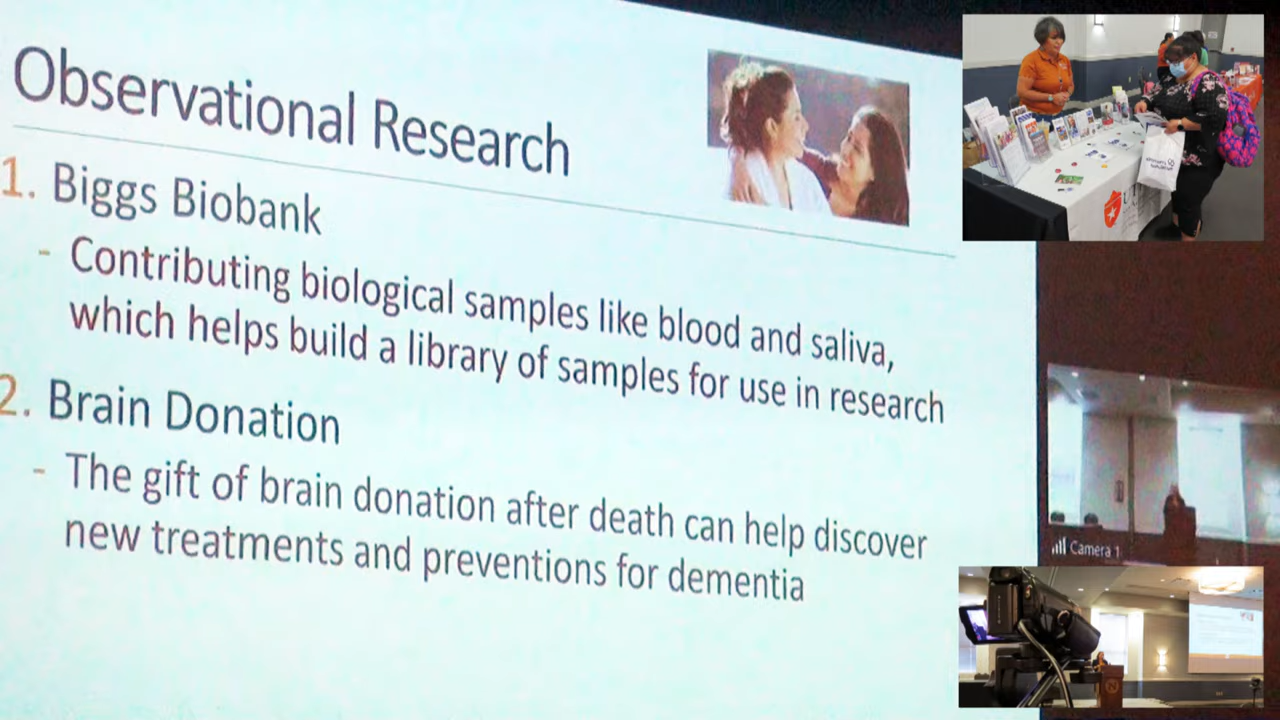 Observational Research
1. Biggs Biobank
- Contributing biological samples like blood and saliva,
which helps build a library of samples for use in research
2. Brain Donation
- The gift of brain donation after death can help discover
new treatments and preventions for dementia
Camera 1